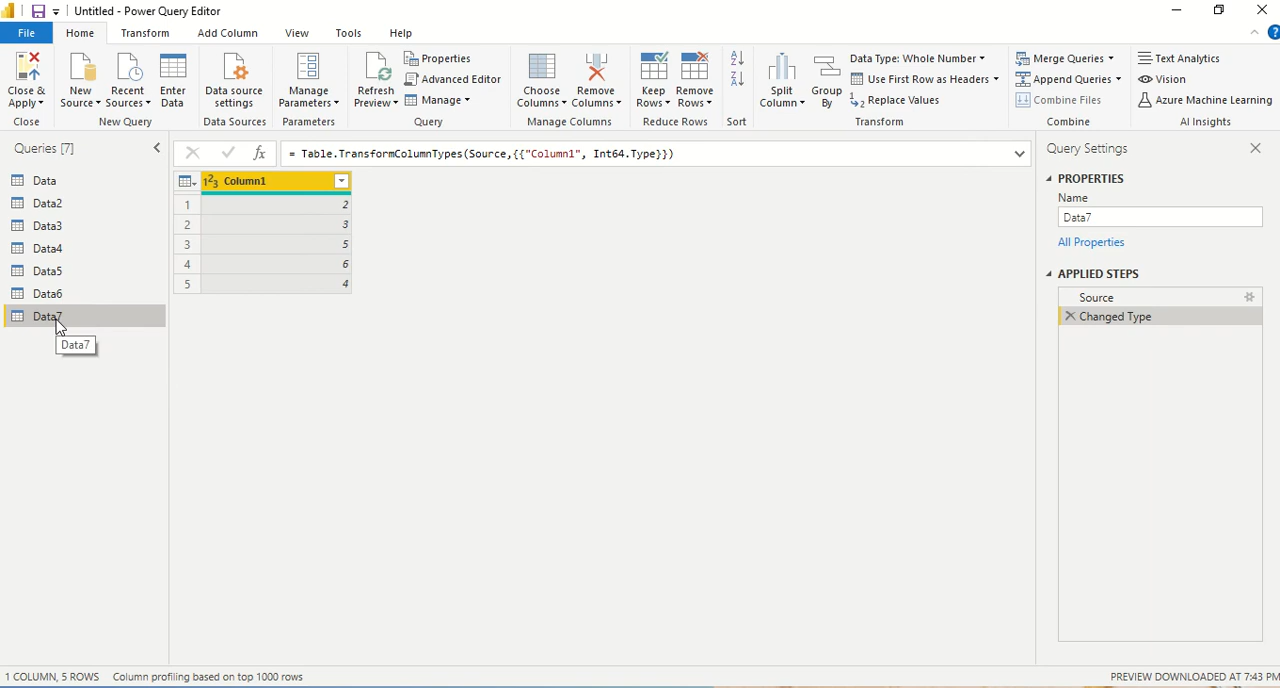 Untitled - Power Query Editor
File Home Transform Add Column View Tools Help
Close & Apply
Close
New Source
Recent Sources
Enter Data
New Query
Data source settings
Data Sources
Manage Parameters
Parameters
Refresh Preview
Properties
Advanced Editor
Manage
Query
Choose Columns
Remove Columns
Manage Columns
Keep Rows
Remove Rows
Reduce Rows
Sort
Split Column
Group By
Data Type: Whole Number
Use First Row as Headers
Replace Values
Transform
Merge Queries
Append Queries
Combine Files
Combine
Text Analytics
Vision
Azure Machine Learning
AI Insights
Queries [7]
Data
Data2
Data3
Data4
Data5
Data6
Data7
Data7
fx = Table.TransformColumnTypes(Source,{{"Column1", Int64.Type}})
123 Column1
1 2
2 3
3 5
4 6
5 4
Query Settings
PROPERTIES
Name
Data7
All Properties
APPLIED STEPS
Source
Changed Type
1 COLUMN, 5 ROWS Column profiling based on top 1000 rows PREVIEW DOWNLOADED AT 7:43 PM